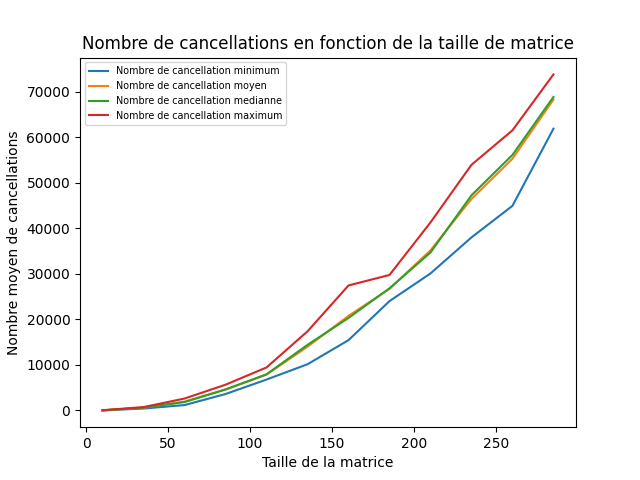 Nombre de cancellations en fonction de la taille de matrice
Nombre de cancellation minimum
Nombre de cancellation moyen
Nombre de cancellation medianne
Nombre de cancellation maximum
Nombre moyen de cancellations
70000
60000
50000
40000
30000
20000
10000
0
0 50 100 150 200 250
Taille de la matrice